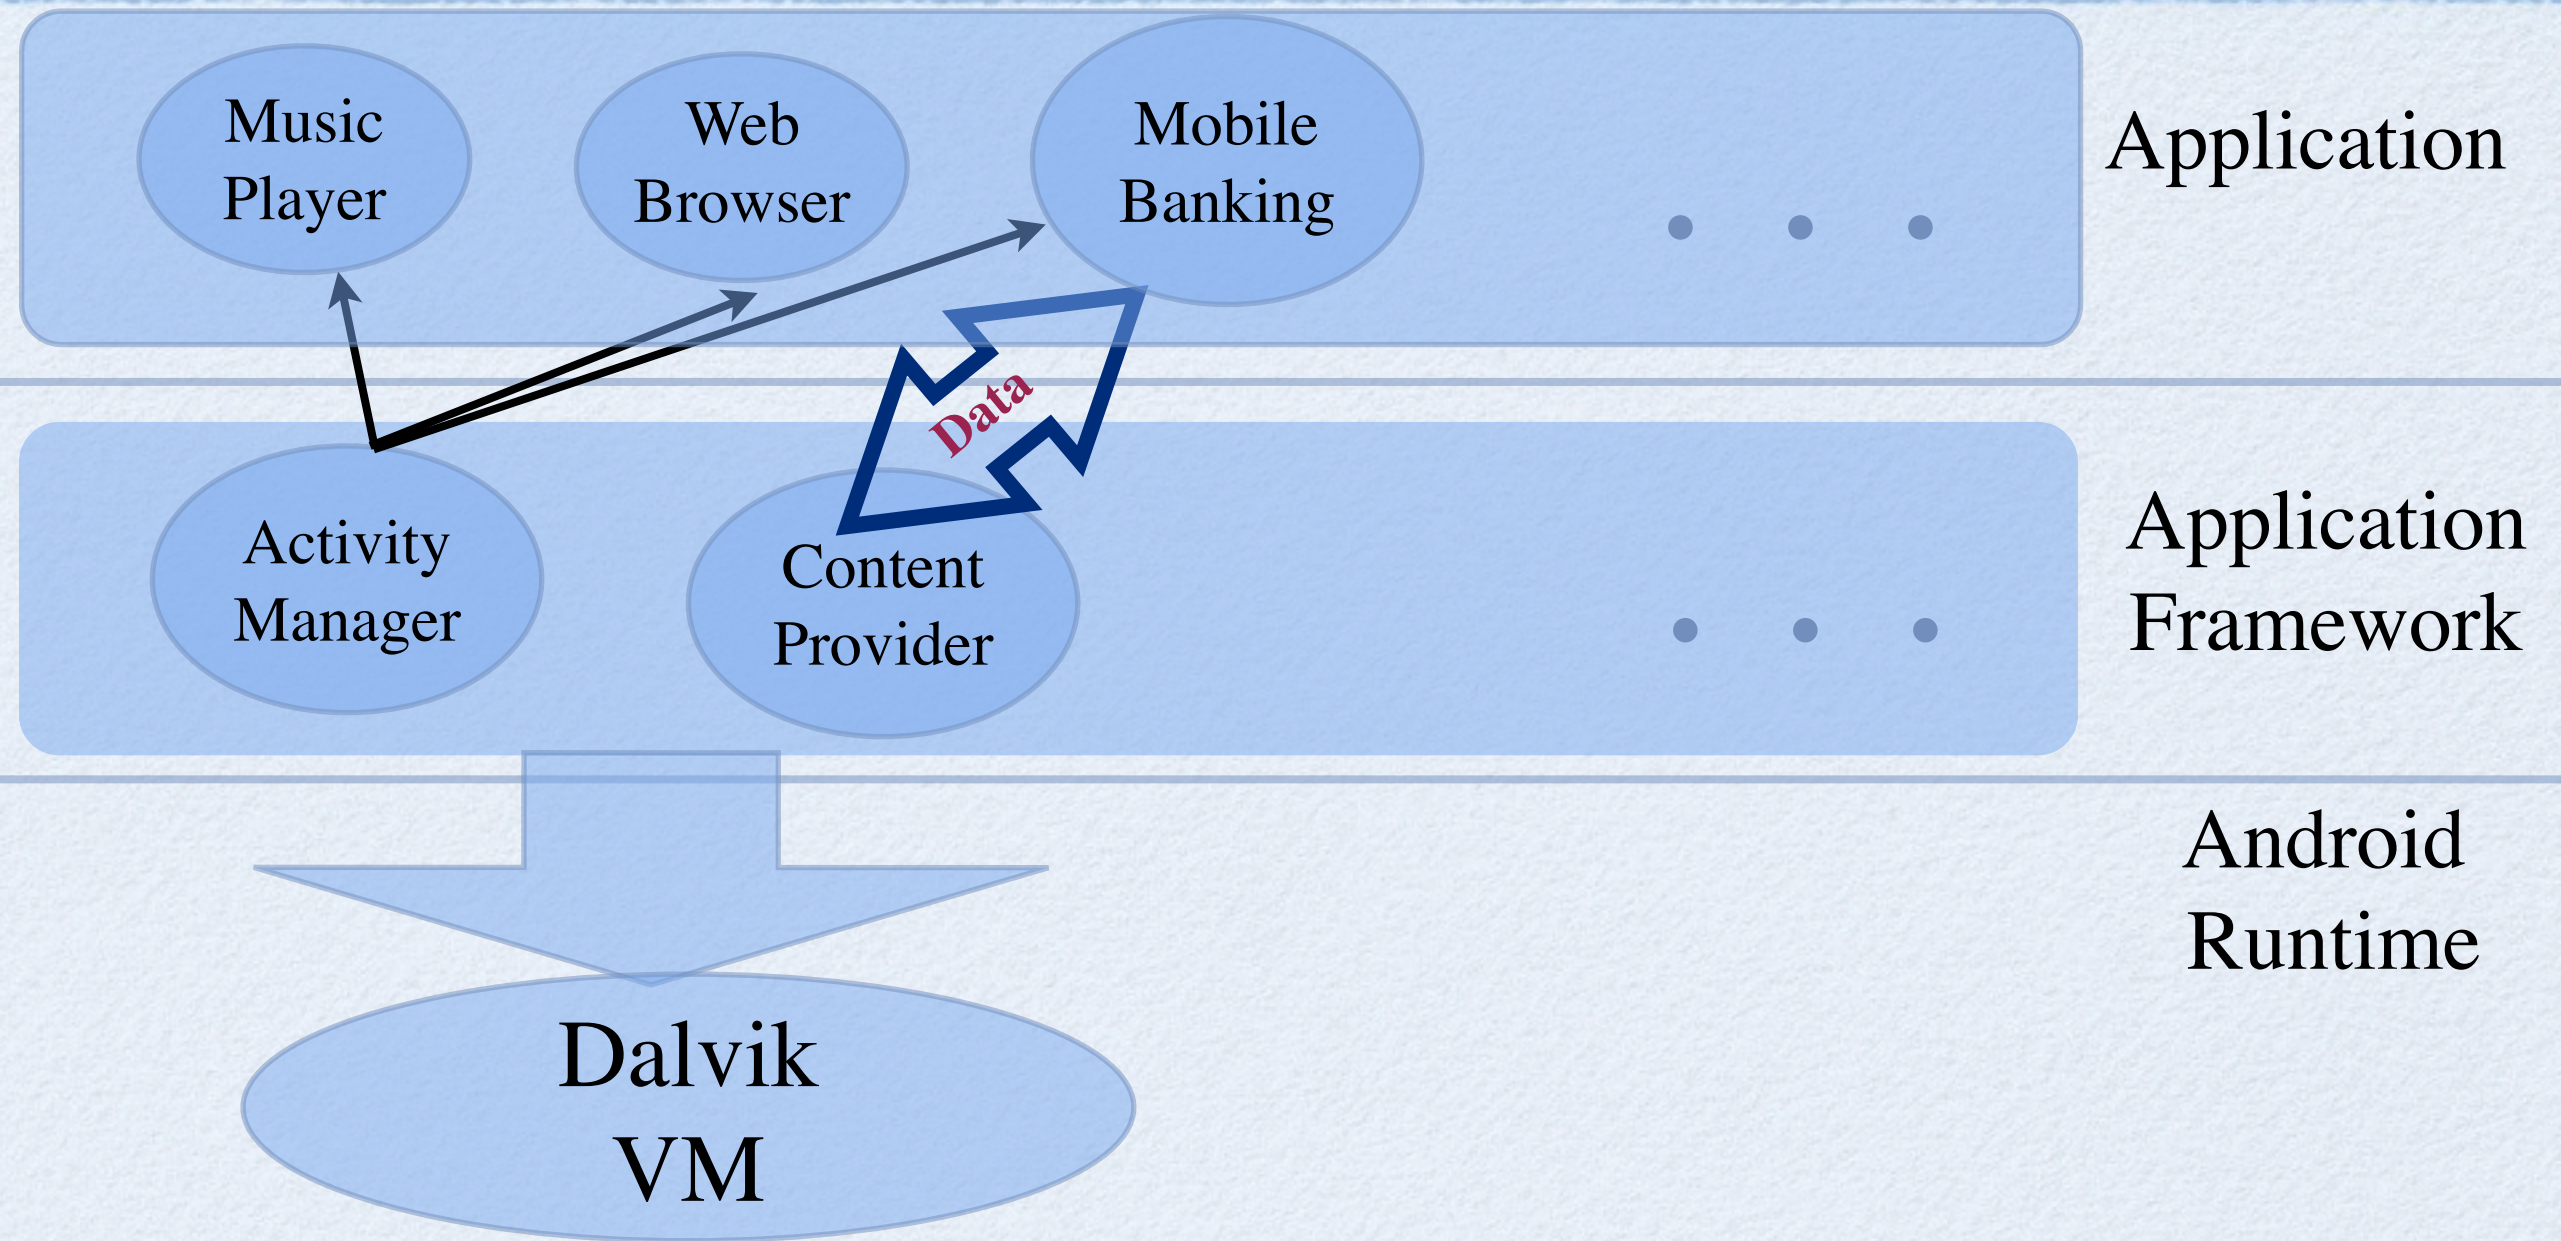 Music
Player
Web
Browser
Mobile
Banking
Application
Data
Activity
Manager
Content
Provider
Application
Framework
Android
Runtime
Dalvik
VM